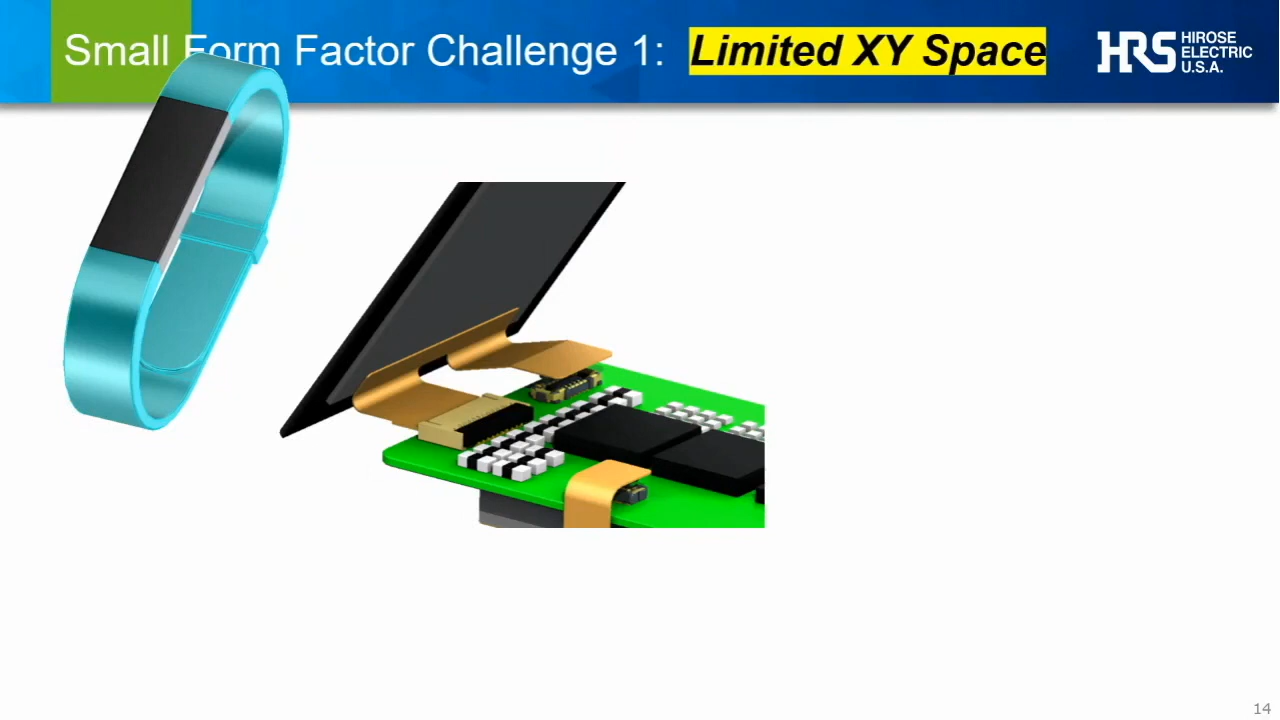 Small Form Factor Challenge 1: Limited XY Space
HRS HIROSE
ELECTRIC
U.S.A.
14